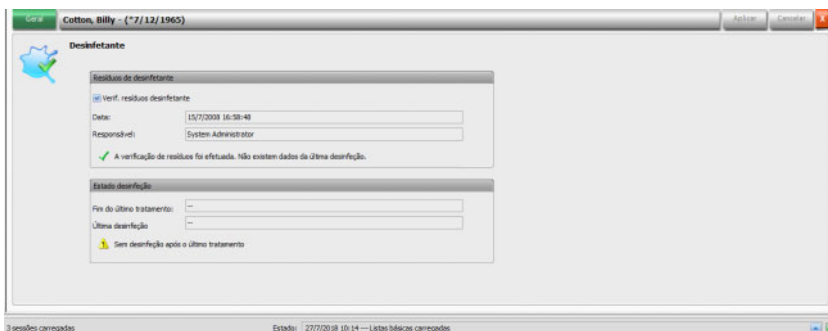 Geral Cotton, Billy - (*7/12/1965) Aplicar Cancelar X
Desinfetante
Resíduos de desinfetante
Verif. resíduos desinfetante
Data: 15/7/2008 16:58:48
Responsável: System Administrator
A verificação de resíduos foi efetuada. Não existem dados da última desinfeção.
Estado desinfeção
Fim do último tratamento: --
Última desinfeção --
Sem desinfeção após o último tratamento
3 sessões carregadas Estado: 27/7/2018 10:14 --- Listas básicas carregadas